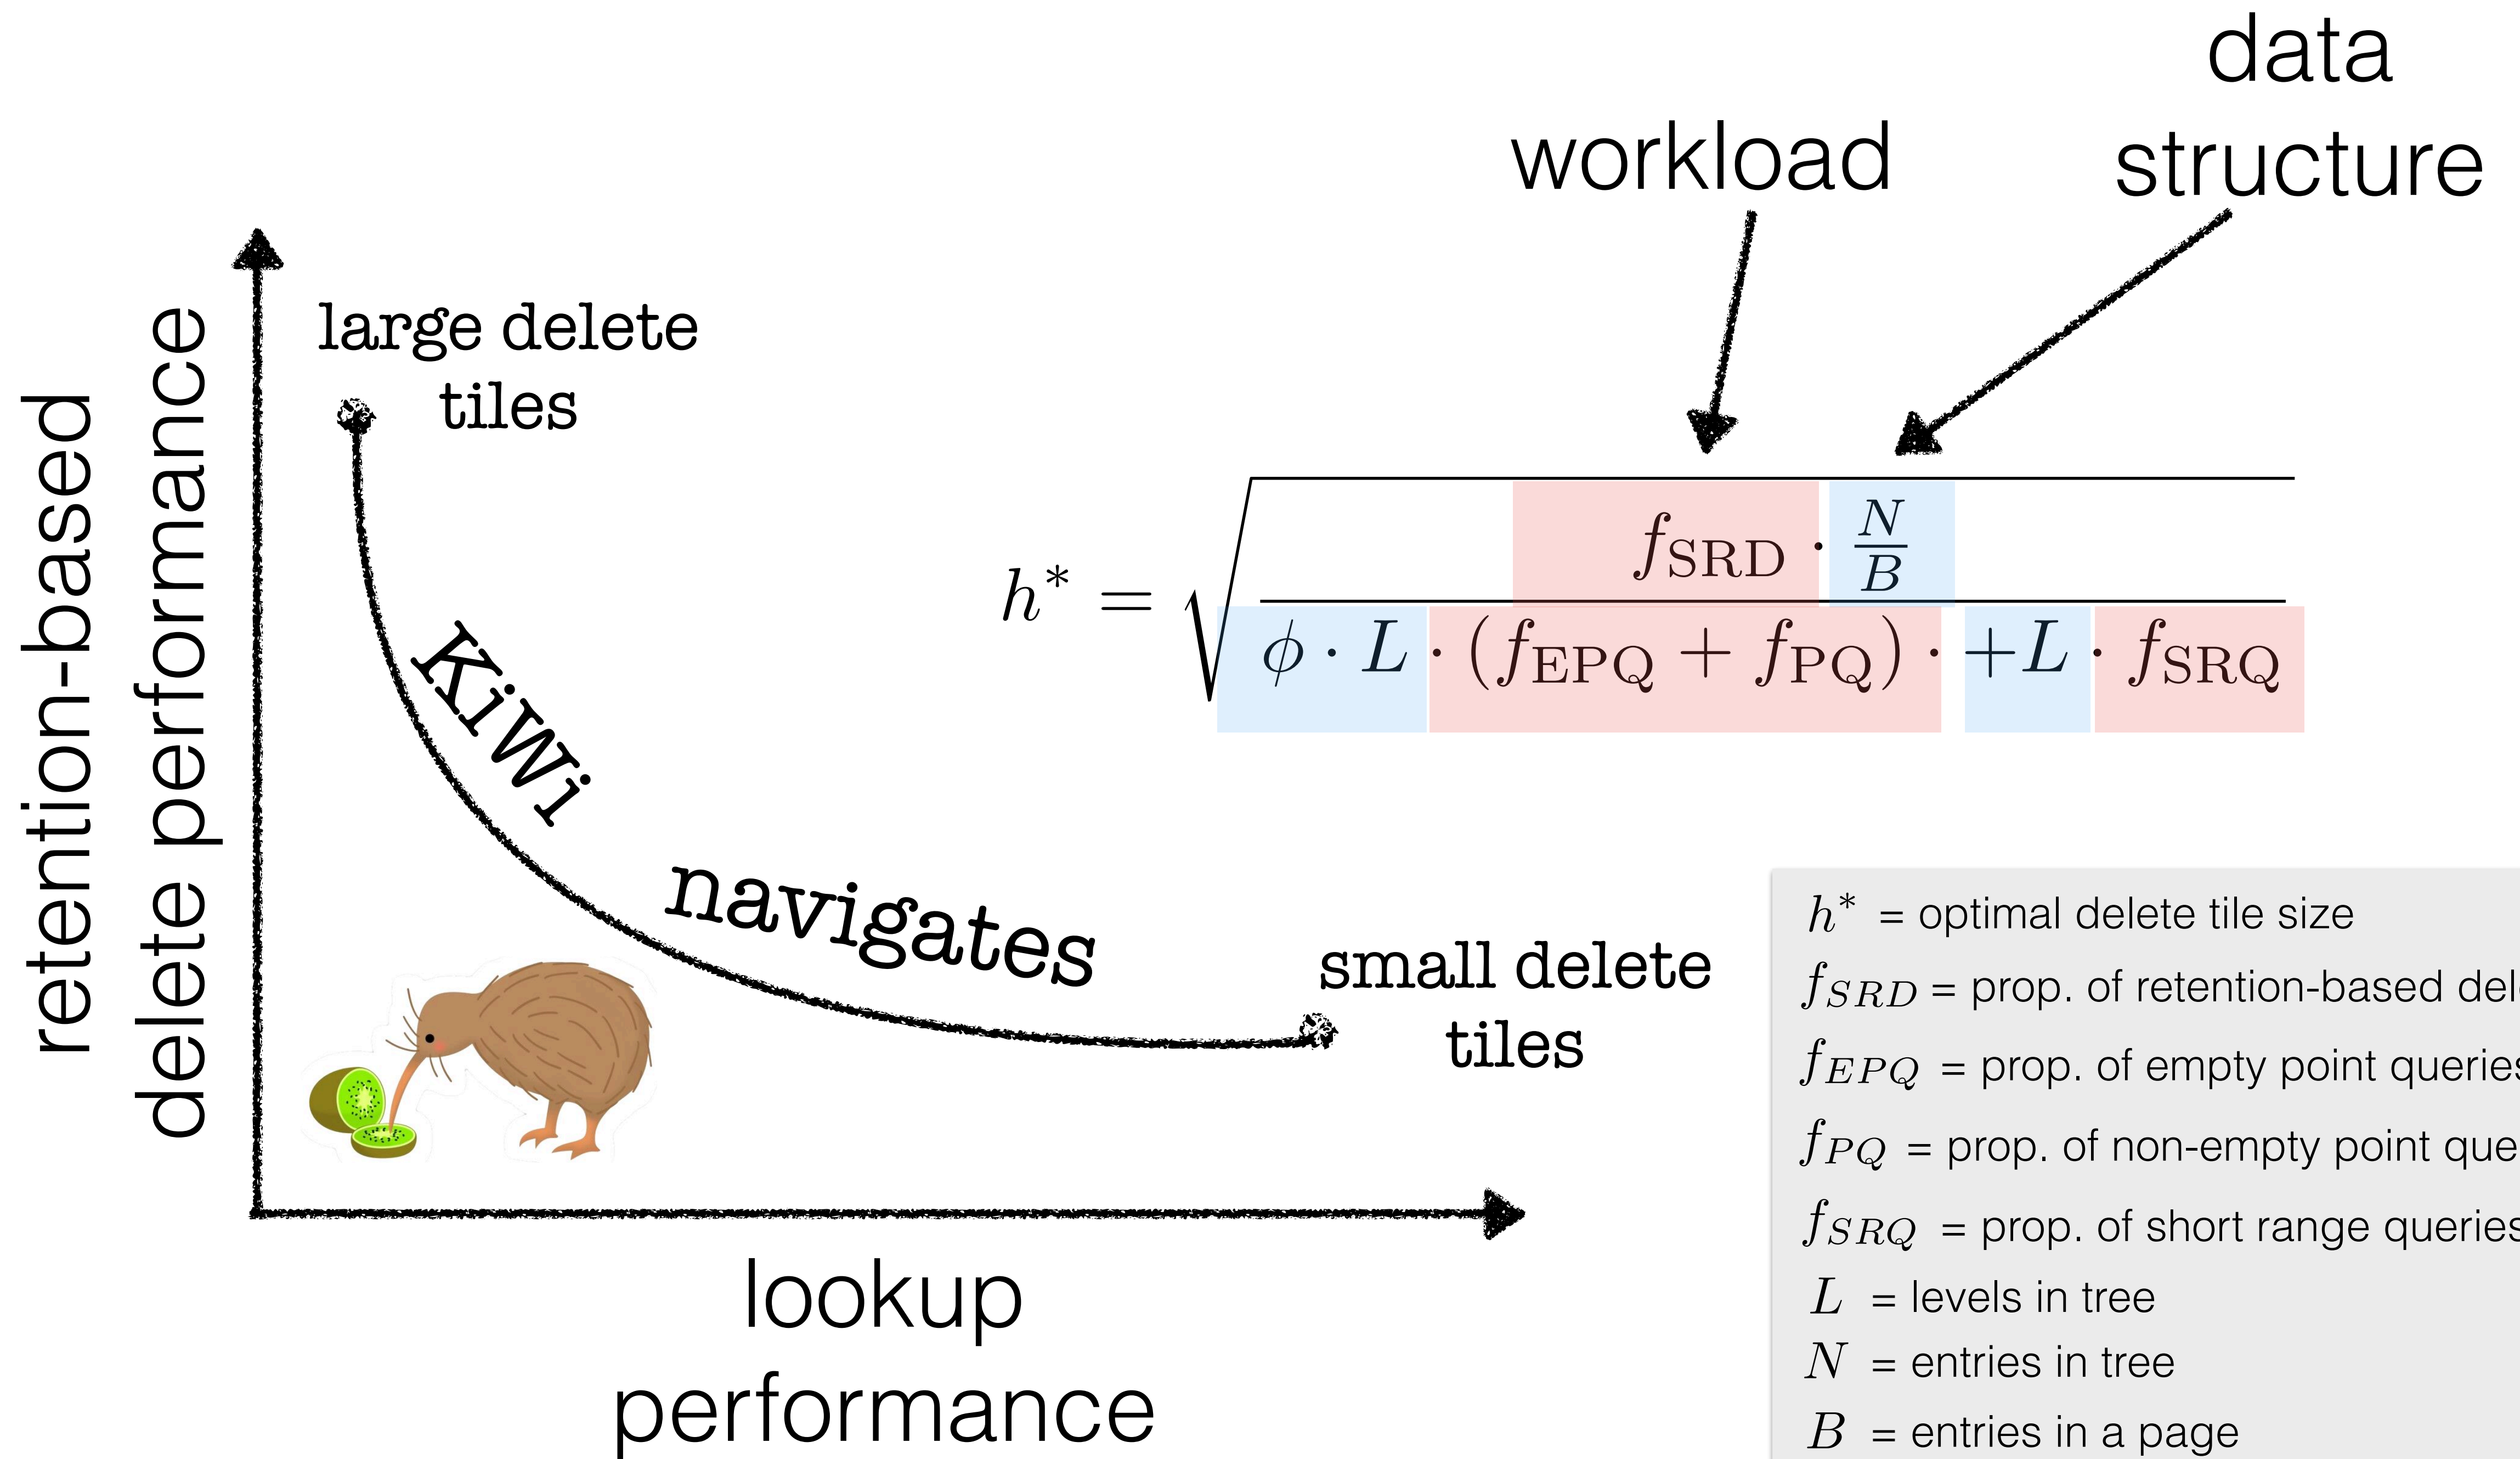 data
structure
workload
retention-based
delete performance
large delete
tiles
KiWi
navigates
small delete
tiles
lookup
performance
h* = √( f_SRD · N/B / φ · L · (f_EPQ + f_PQ) · +L · f_SRQ )
h* = optimal delete tile size
f_SRD = prop. of retention-based
f_EPQ = prop. of empty point queries
f_PQ = prop. of non-empty point
f_SRQ = prop. of short range queries
L = levels in tree
N = entries in tree
B = entries in a page